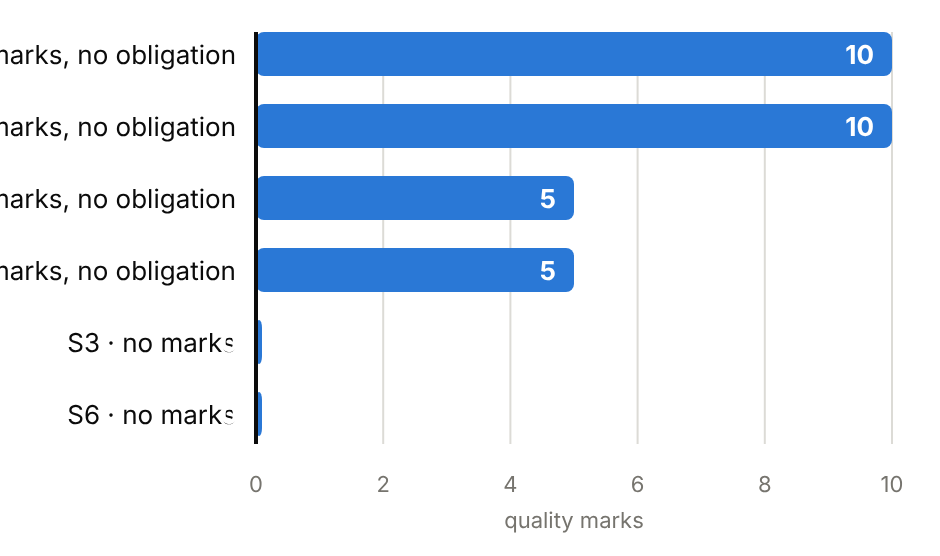 marks, no obligation 10
marks, no obligation 10
marks, no obligation 5
marks, no obligation 5
S3 · no marks
S6 · no marks
0 2 4 6 8 10
quality marks